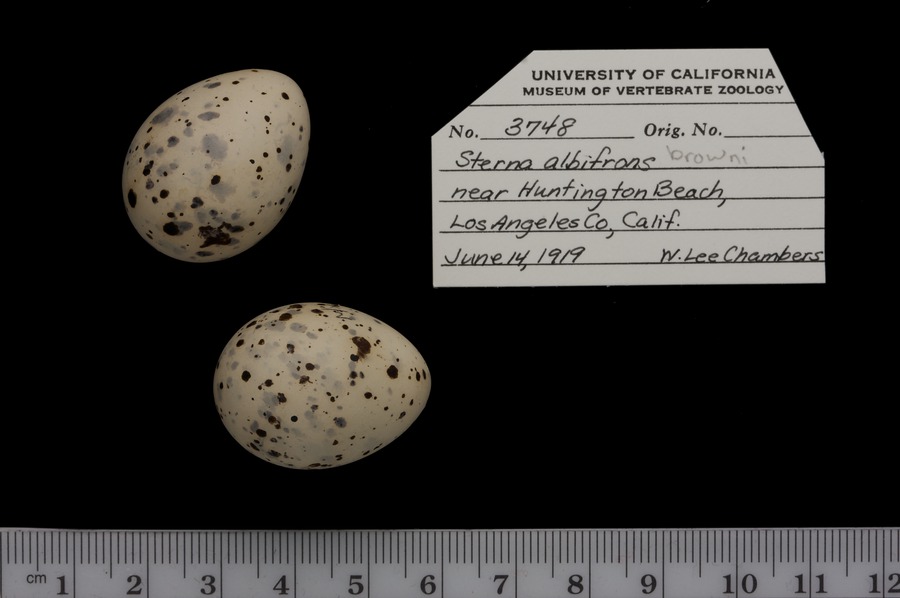 UNIVERSITY OF CALIFORNIA
MUSEUM OF VERTEBRATE ZOOLOGY
No. 3748 Orig. No.
Sterna albifrons browni
near Huntington Beach,
Los Angeles Co, Calif.
June 14, 1919 W. Lee Chambers
cm 1 2 3 4 5 6 7 8 9 10 11 12